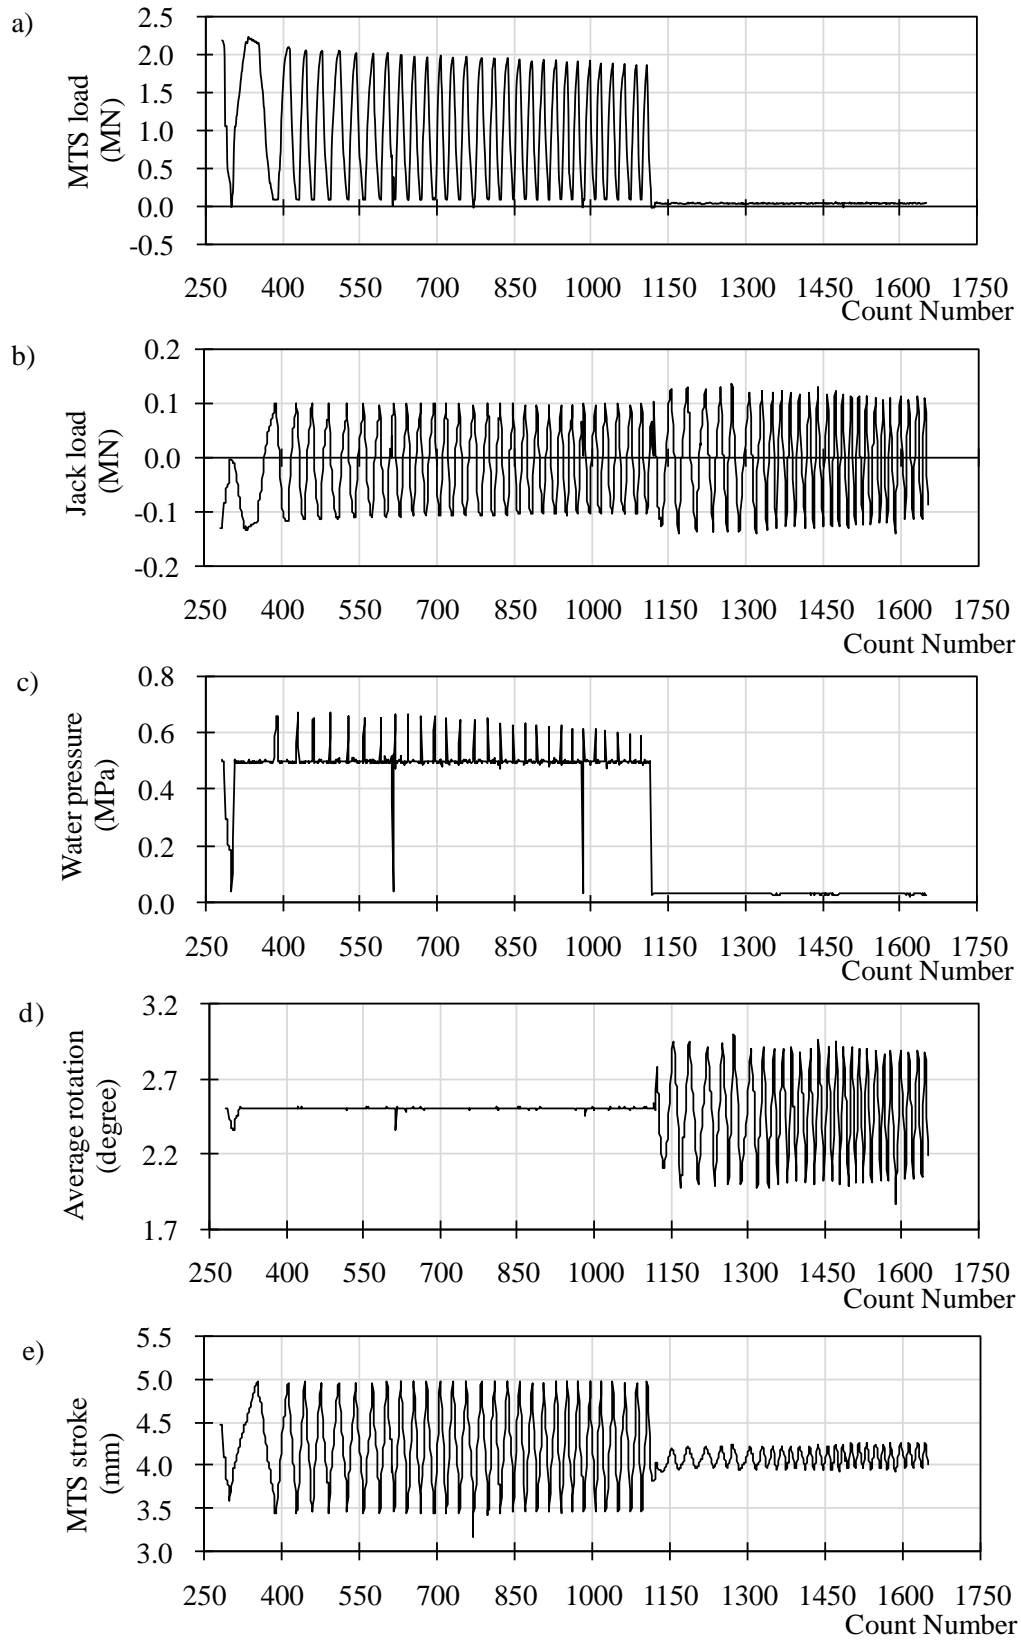 a)
MTS load
(MN)
2.5
2.0
1.5
1.0
0.5
0.0
-0.5
250 400 550 700 850 1000 1150 1300 1450 1600 1750
Count Number
b)
Jack load
(MN)
0.2
0.1
0.0
-0.1
-0.2
250 400 550 700 850 1000 1150 1300 1450 1600 1750
Count Number
c)
Water pressure
(MPa)
0.8
0.6
0.4
0.2
0.0
250 400 550 700 850 1000 1150 1300 1450 1600 1750
Count Number
d)
Average rotation
(degree)
3.2
2.7
2.2
1.7
250 400 550 700 850 1000 1150 1300 1450 1600 1750
Count Number
e)
MTS stroke
(mm)
5.5
5.0
4.5
4.0
3.5
3.0
250 400 550 700 850 1000 1150 1300 1450 1600 1750
Count Number